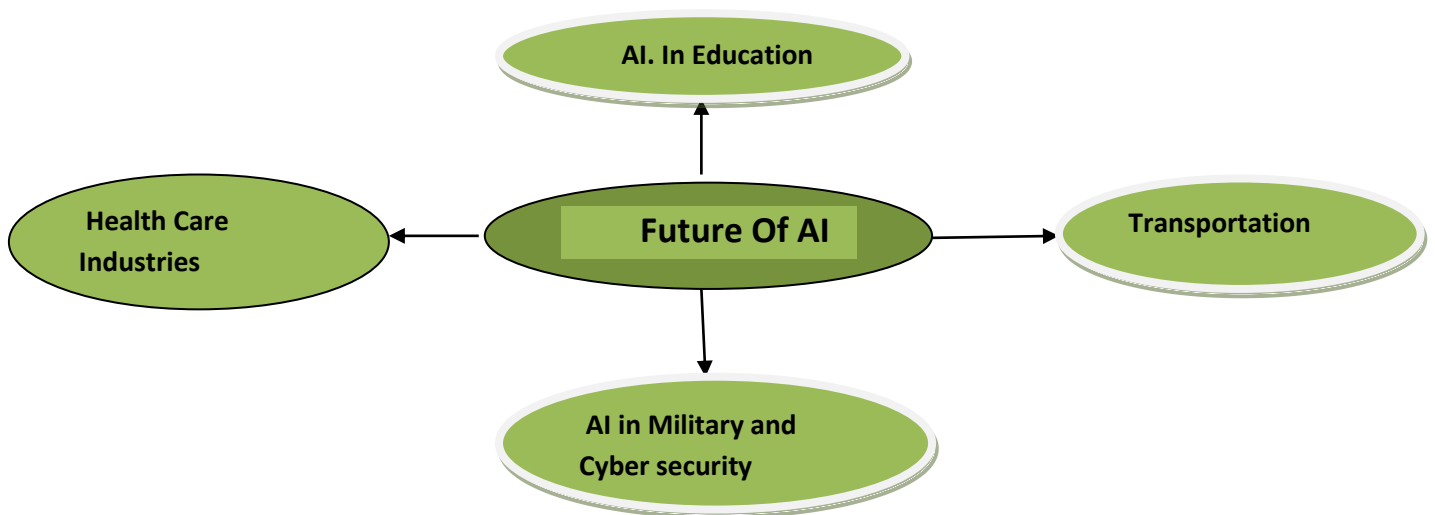 AI. In Education
Health Care
Industries
Future Of AI
Transportation
AI in Military and
Cyber security